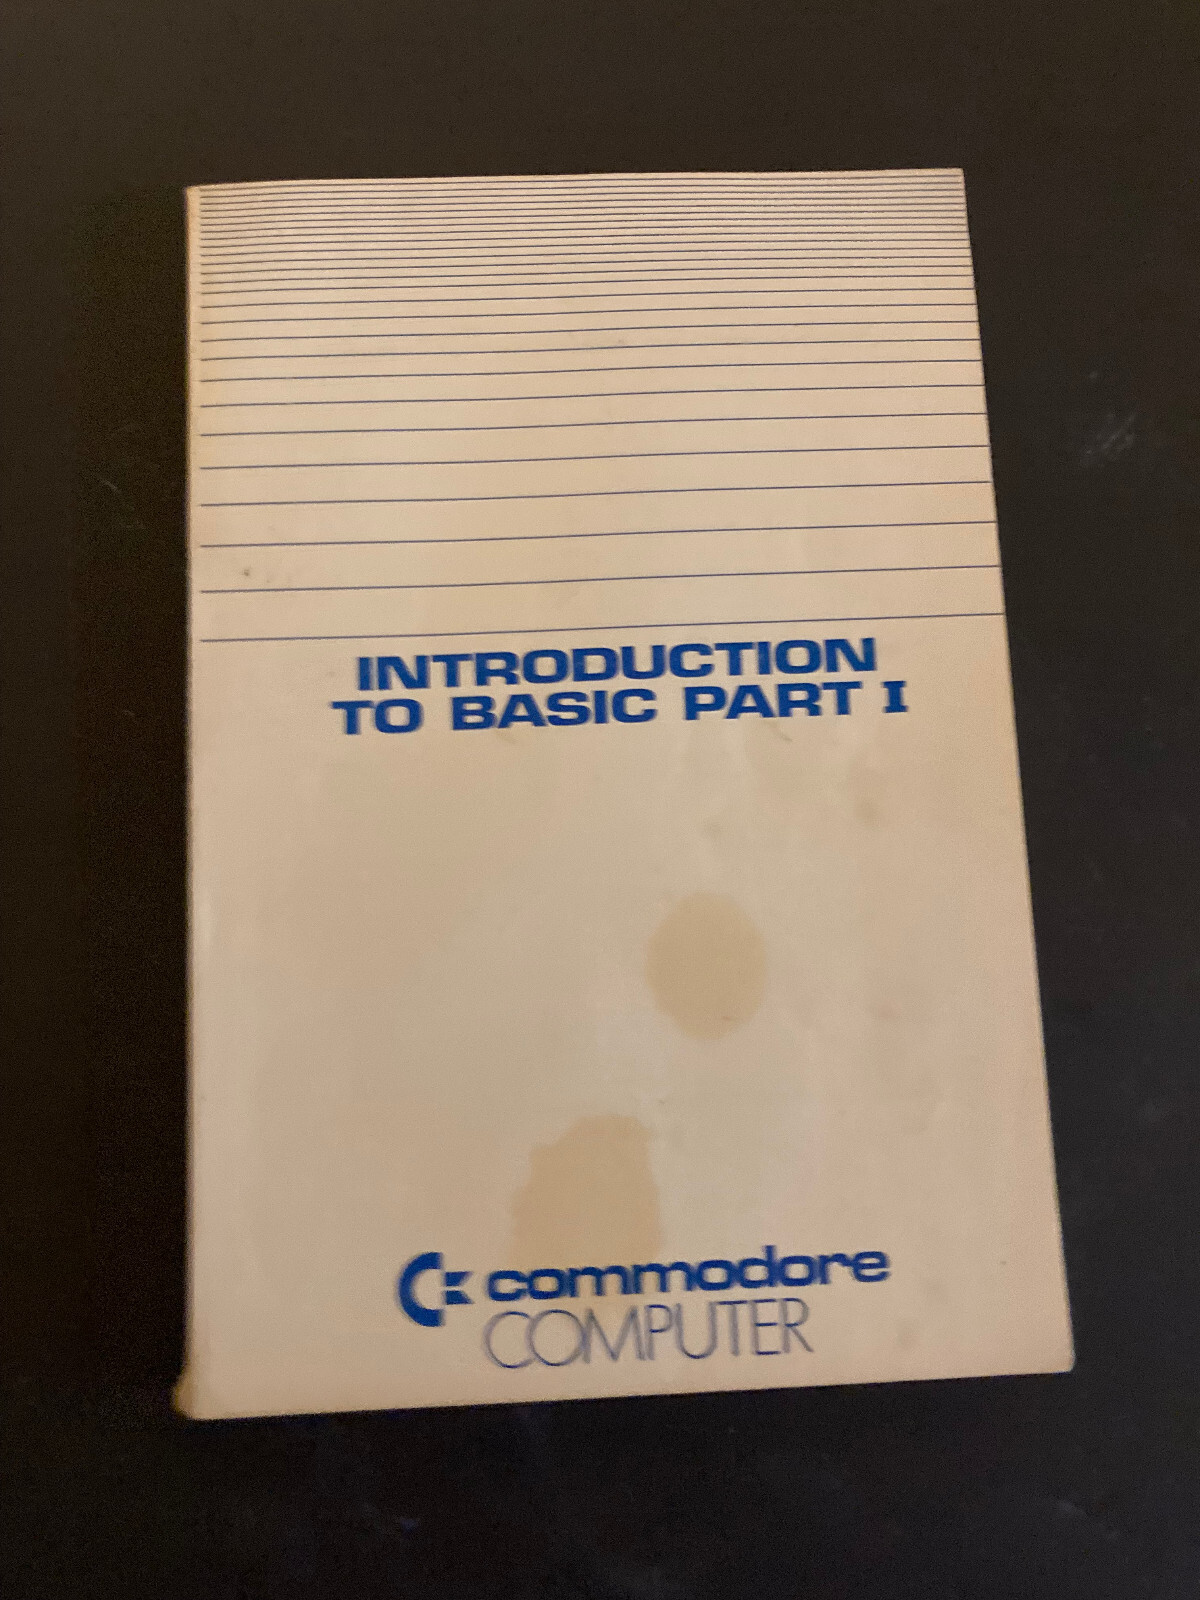 INTRODUCTION
TO BASIC PART I
commodore
COMPUTER